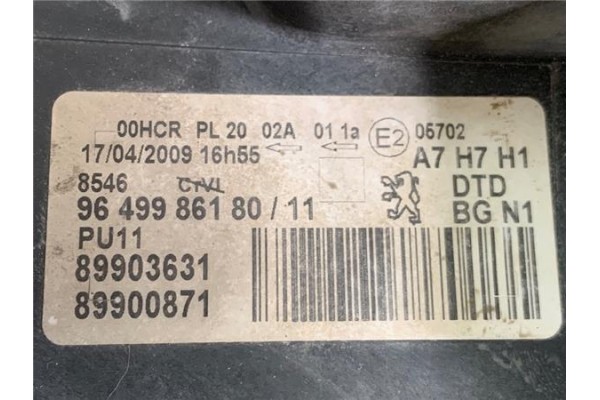 00HCR PL 20 02A 01 1a E2 05702
17/04/2009 16h55 A7 H7 H1
8546 DTD
96 499 861 80 / 11 BG N1
PU11
89903631
89900871